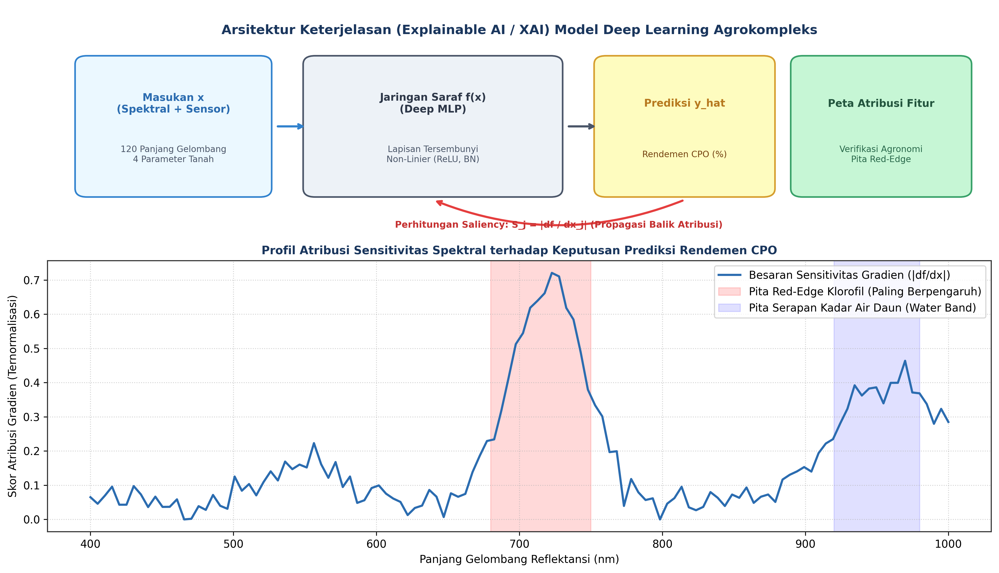 Arsitektur Keterjelasan (Explainable AI / XAI) Model Deep Learning Agrokompleks
Masukan x
(Spektral + Sensor)
120 Panjang Gelombang
4 Parameter Tanah
Jaringan Saraf f(x)
(Deep MLP)
Lapisan Tersembunyi
Non-Linier (ReLU, BN)
Prediksi y_hat
Rendemen CPO (%)
Peta Atribusi Fitur
Verifikasi Agronomi
Pita Red-Edge
Perhitungan Saliency: S_j = |df / dx_j| (Propagasi Balik Atribusi)
Profil Atribusi Sensitivitas Spektral terhadap Keputusan Prediksi Rendemen CPO
Besaran Sensitivitas Gradien (|df/dx|)
Pita Red-Edge Klorofil (Paling Berpengaruh)
Pita Serapan Kadar Air Daun (Water Band)
Skor Atribusi Gradien (Ternormalisasi)
0.7
0.6
0.5
0.4
0.3
0.2
0.1
0.0
400 500 600 700 800 900 1000
Panjang Gelombang Reflektansi (nm)